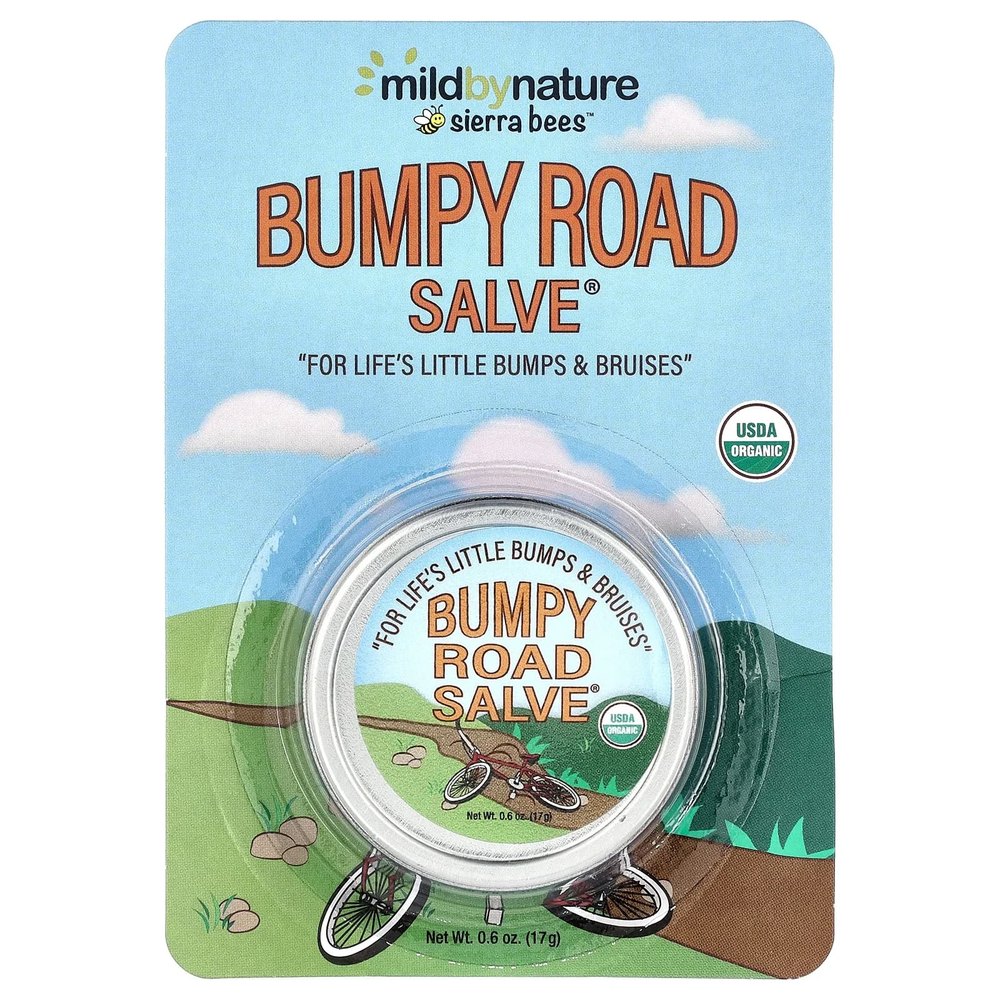 mildbynature
sierra bees™
BUMPY ROAD
SALVE®
"FOR LIFE'S LITTLE BUMPS & BRUISES"
USDA
ORGANIC
"FOR LIFE'S LITTLE BUMPS & BRUISES"
BUMPY
ROAD
SALVE®
USDA
ORGANIC
Net Wt. 0.6 oz. (17g)
Net Wt. 0.6 oz. (17g)